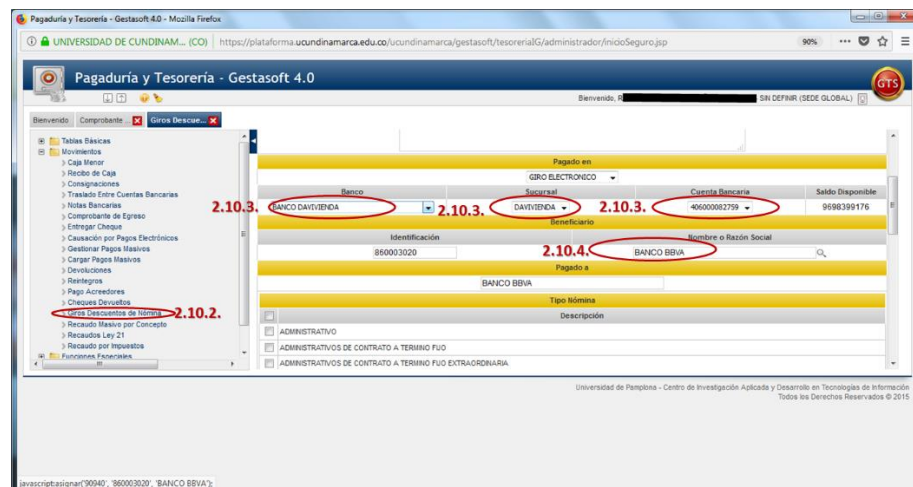 Pagaduría y Tesorería - Gestasoft 4.0 - Mozilla Firefox
UNIVERSIDAD DE CUNDINAM... (CO) https://plataforma.ucundinamarca.edu.co/ucundinamarca/gestasoft/tesoreriaIG/administrador/inicioSeguro.jsp 90%
Pagaduría y Tesorería - Gestasoft 4.0
GTS
Bienvenido, R SIN DEFINIR (SEDE GLOBAL)
Bienvenido Comprobante ... Giros Descue...
Tablas Básicas
Movimientos
Caja Menor
Recibo de Caja
Consignaciones
Traslado Entre Cuentas Bancarias
Notas Bancarias
Comprobante de Egreso
Entregar Cheque
Causación por Pagos Electrónicos
Gestionar Pagos Masivos
Cargar Pagos Masivos
Devoluciones
Reintegros
Pago Acreedores
Cheques Devueltos
Giros Descuentos de Nómina 2.10.2.
Recaudo Masivo por Concepto
Recaudos Ley 21
Recaudo por Impuestos
Funciones Especiales
Pagado en
GIRO ELECTRONICO
Banco Sucursal Cuenta Bancaria Saldo Disponible
2.10.3. BANCO DAVIVIENDA 2.10.3. DAVIVIENDA 2.10.3. 406000082759 9698399176
Beneficiario
Identificación Nombre o Razón Social
860003020 2.10.4. BANCO BBVA
Pagado a
BANCO BBVA
Tipo Nómina
Descripción
ADMINISTRATIVO
ADMINISTRATIVOS DE CONTRATO A TERMINO FIJO
ADMINISTRATIVOS DE CONTRATO A TERMINO FIJO EXTRAORDINARIA
Universidad de Pamplona - Centro de Investigación Aplicada y Desarrollo en Tecnologías de Información
Todos los Derechos Reservados © 2015
javascript:asignar('90940', '860003020', 'BANCO BBVA');